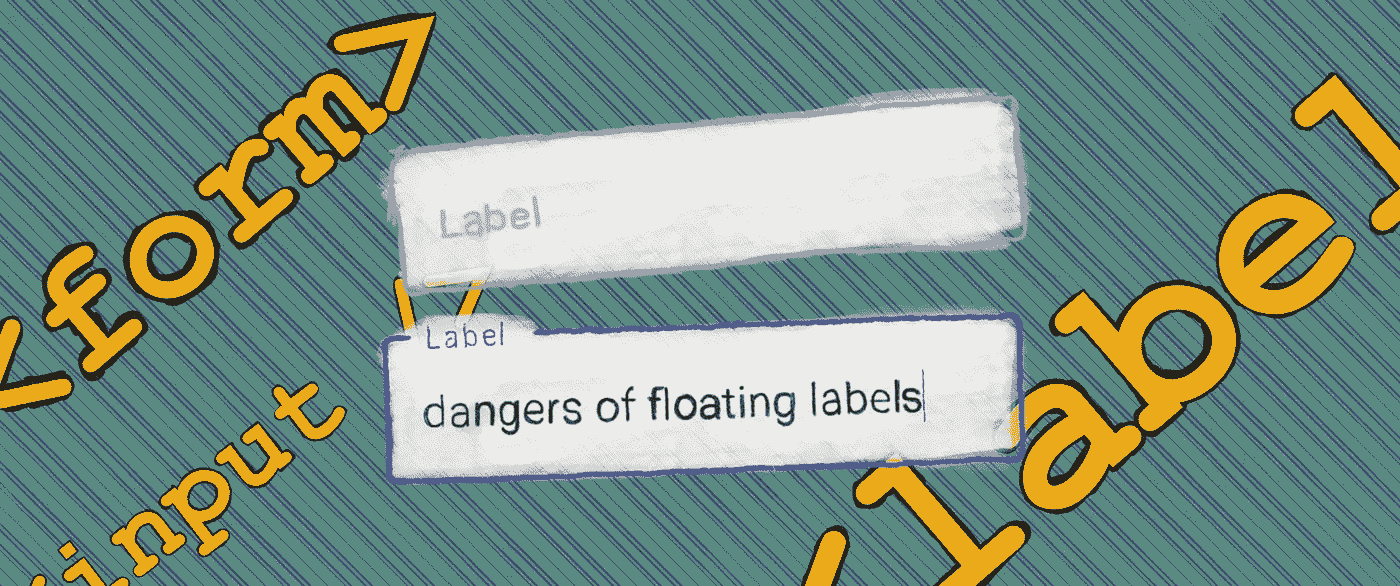 <form>
Label
Label
dangers of floating labels
<input
<label